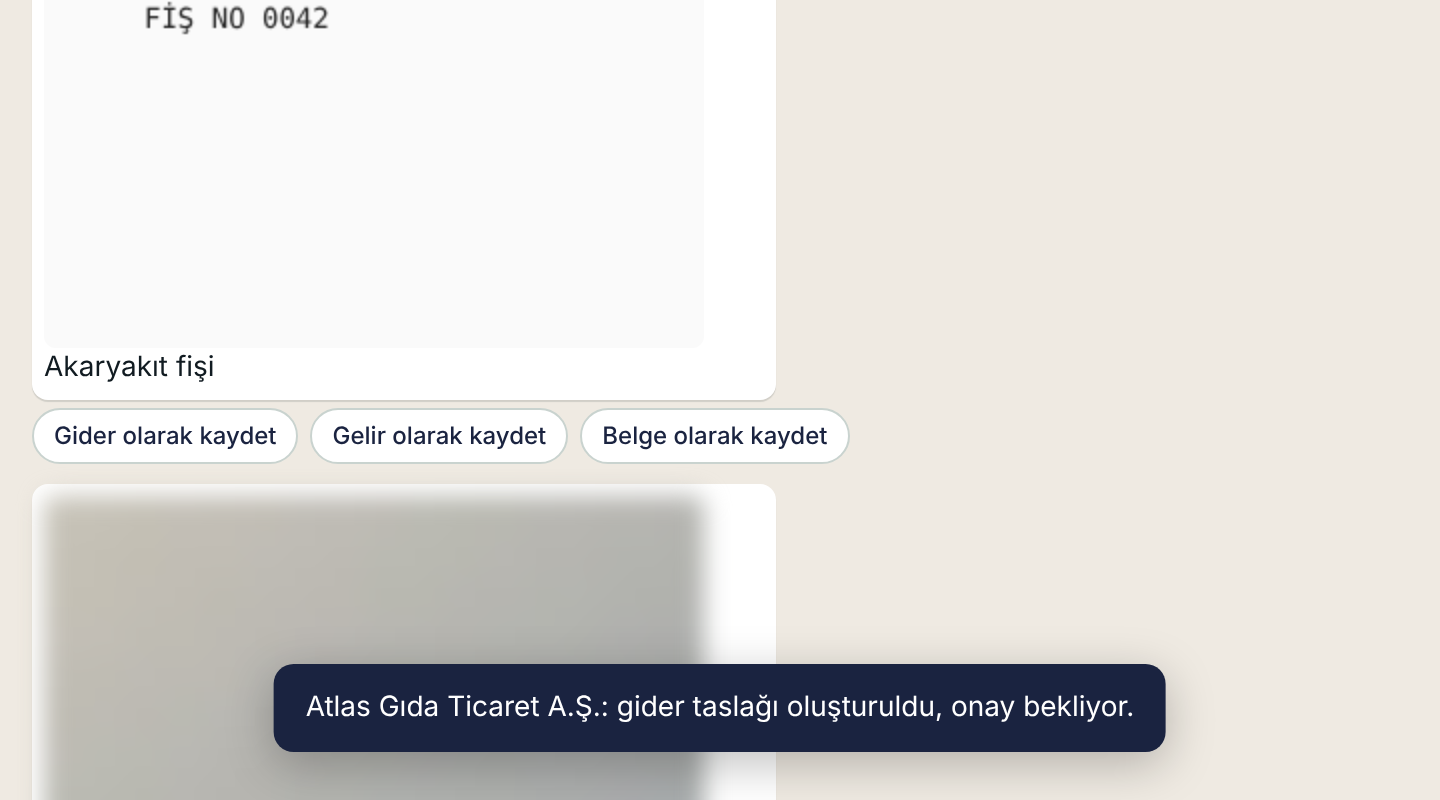 FİŞ NO 0042
Akaryakıt fişi
Gider olarak kaydet
Gelir olarak kaydet
Belge olarak kaydet
Atlas Gıda Ticaret A.Ş.: gider taslağı oluşturuldu, onay bekliyor.